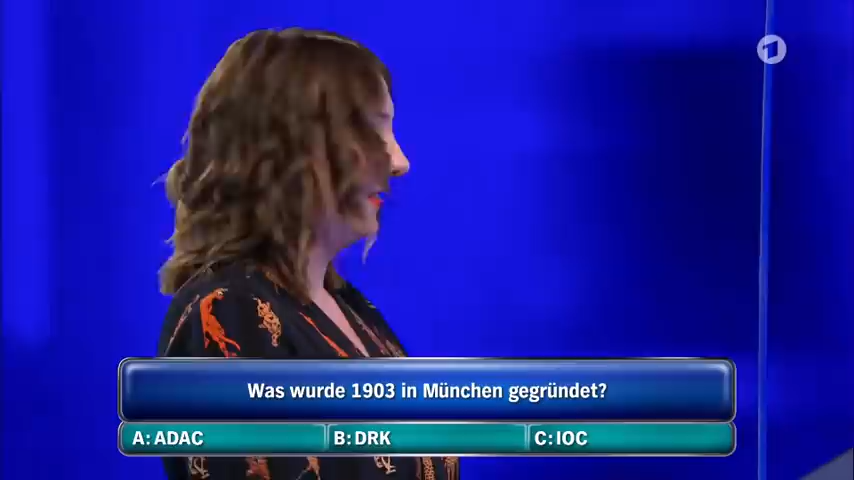 1
Was wurde 1903 in München gegründet?
A: ADAC
B: DRK
C: IOC